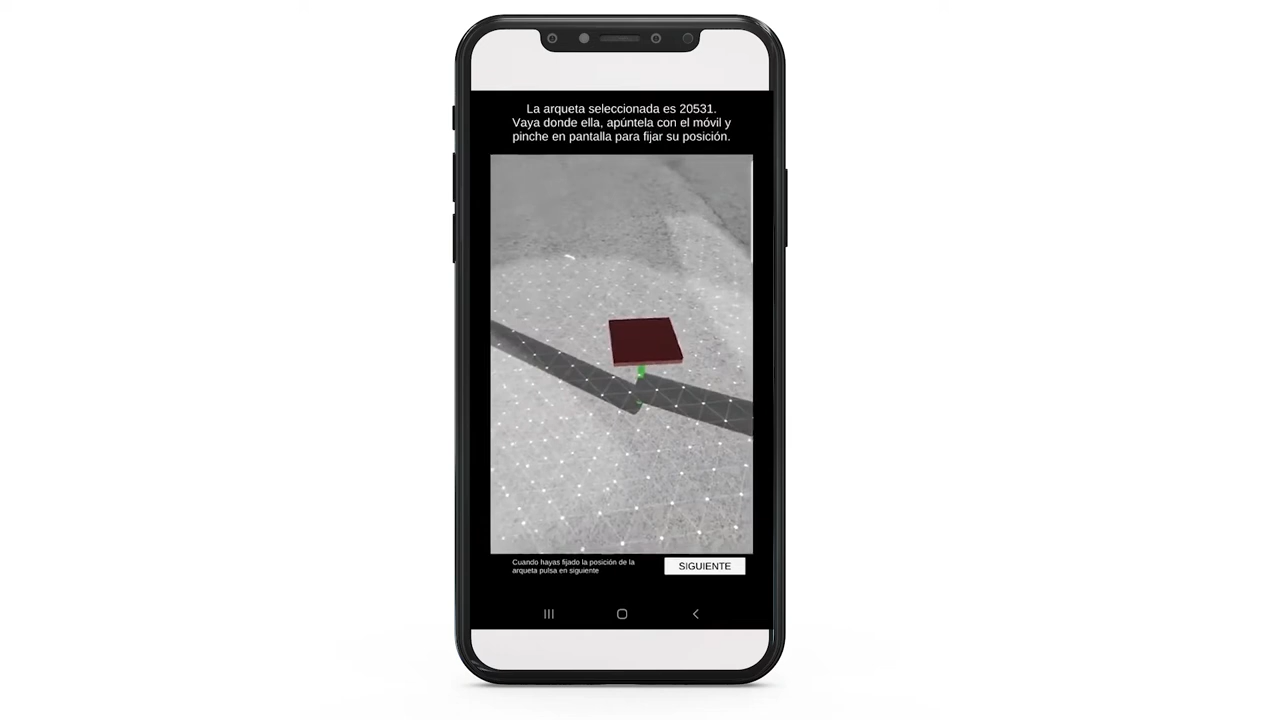 La arqueta seleccionada es 20531.
Vaya donde ella, apúntela con el móvil y
pinche en pantalla para fijar su posición.
Cuando hayas fijado la posición de la
arqueta pulsa en siguiente
SIGUIENTE